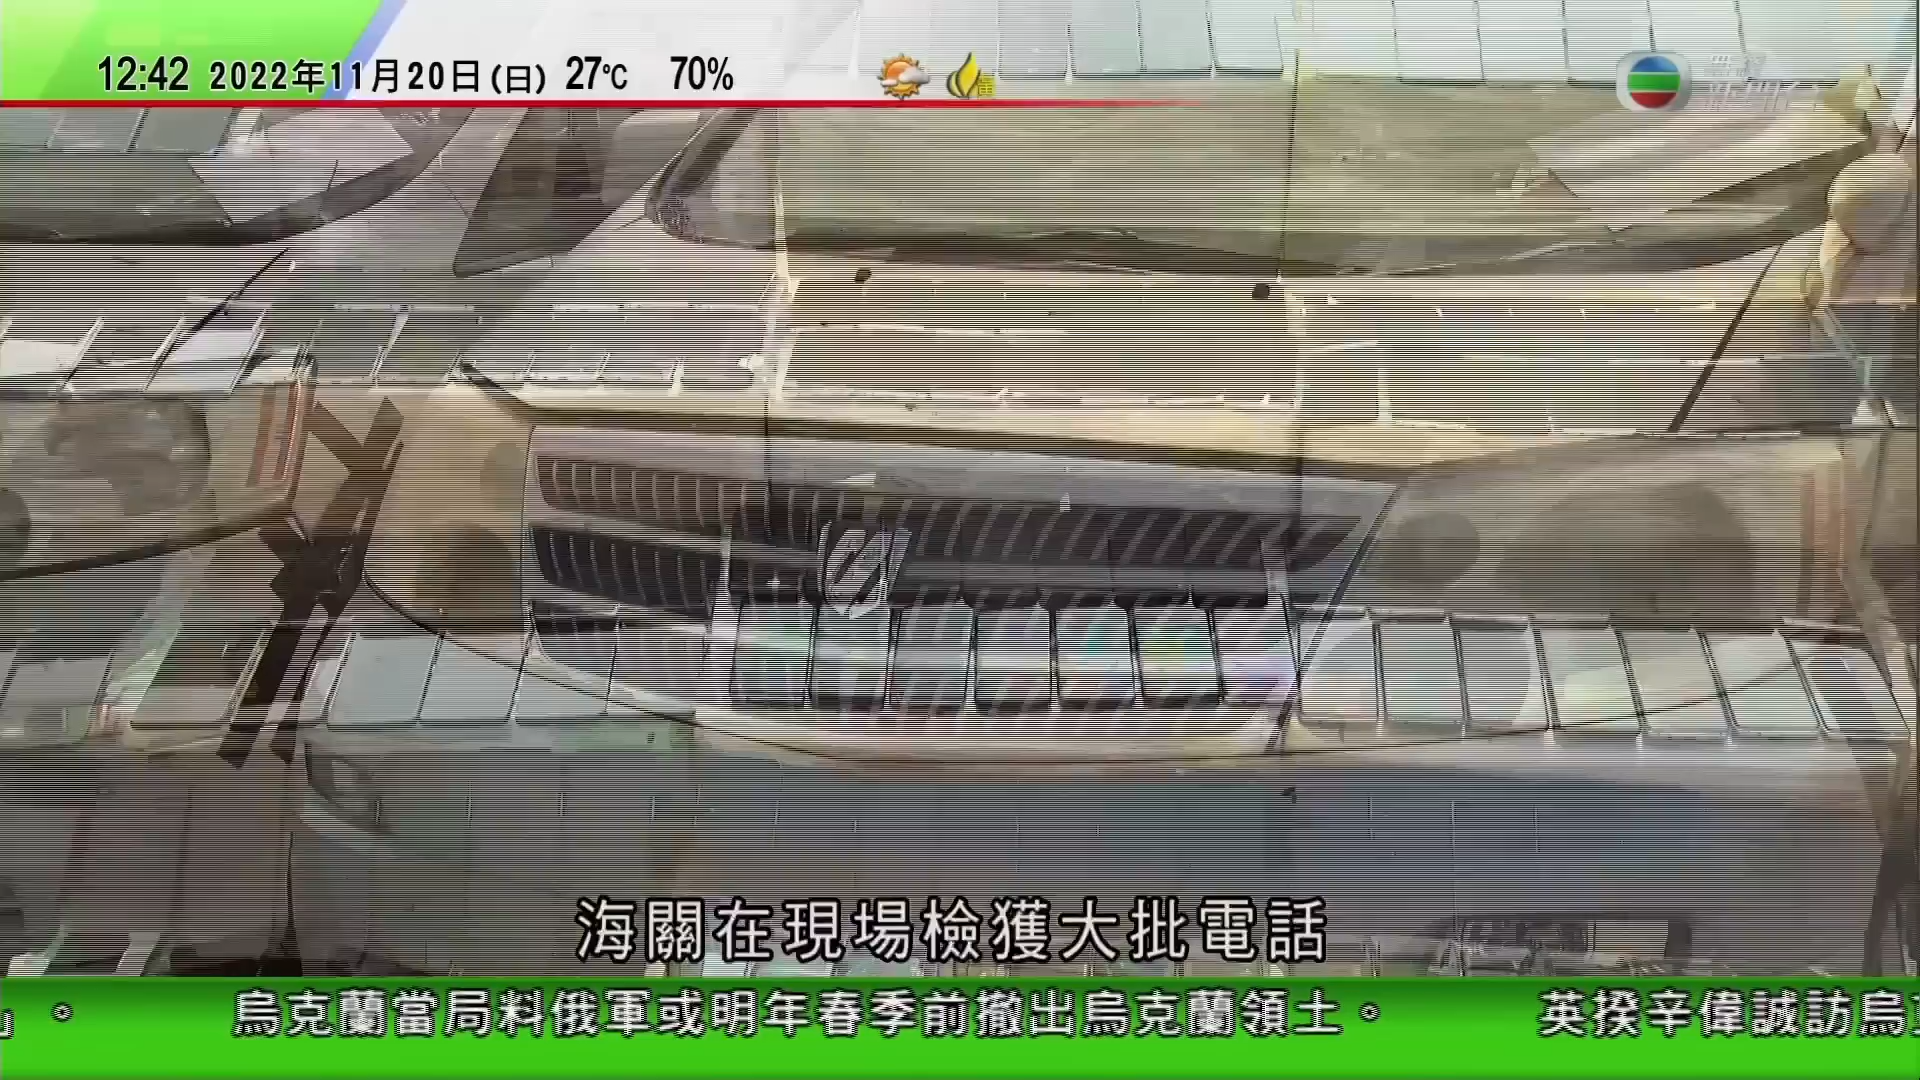 12:42 2022年11月20日(日) 27℃ 70%
海關在現場檢獲大批電話
」。 烏克蘭當局料俄軍或明年春季前撤出烏克蘭領土。 英揆辛偉誠訪烏克